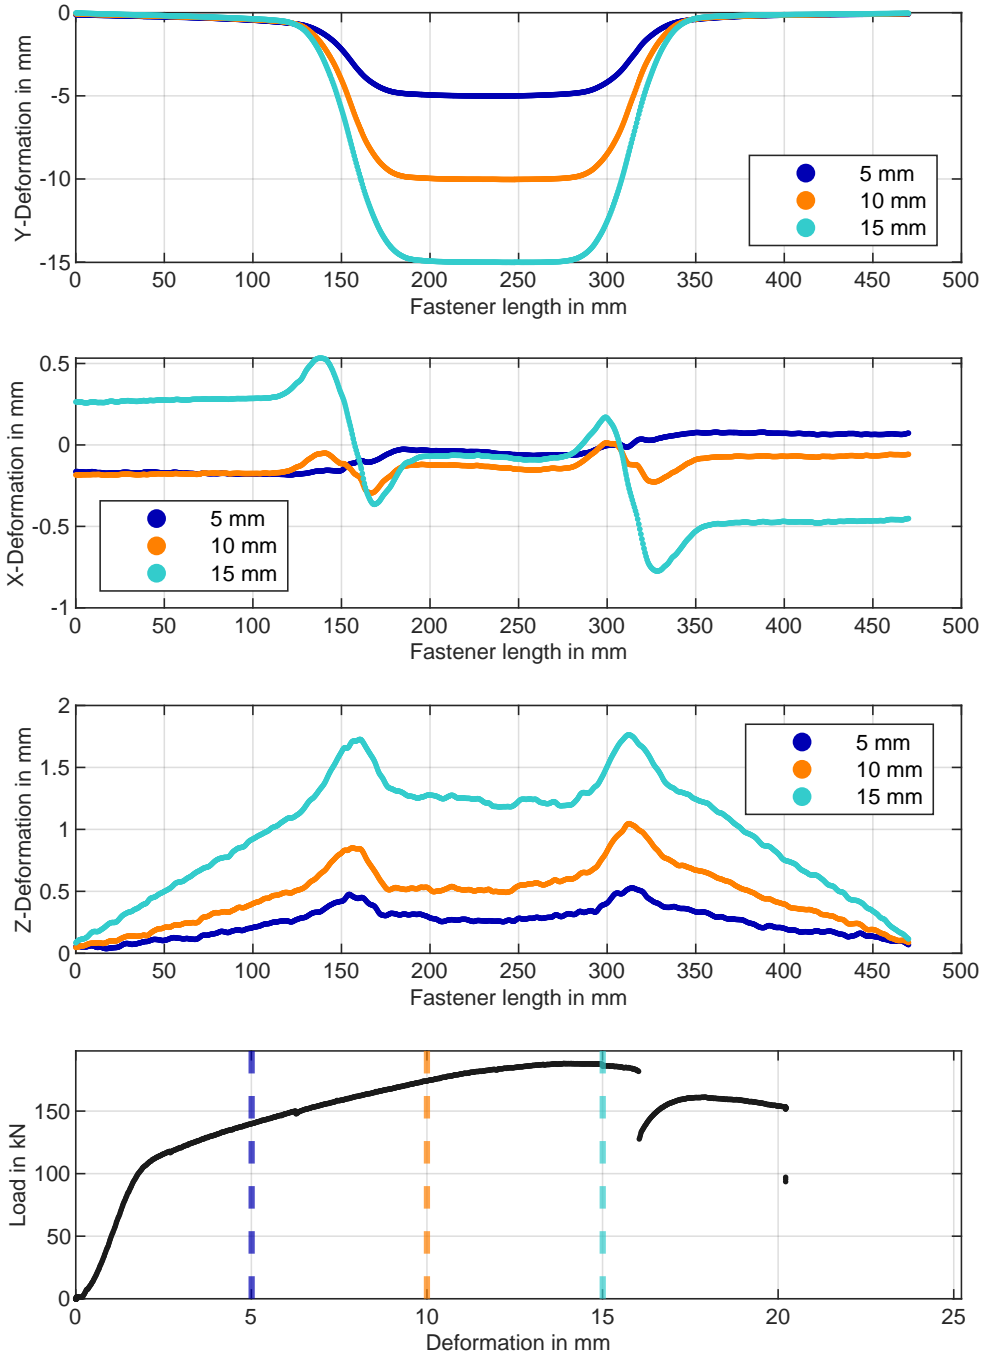 0
-5
-10
-15
Y-Deformation in mm
5 mm
10 mm
15 mm
0 50 100 150 200 250 300 350 400 450 500
Fastener length in mm
0.5
0
-0.5
-1
X-Deformation in mm
5 mm
10 mm
15 mm
0 50 100 150 200 250 300 350 400 450 500
Fastener length in mm
2
1.5
1
0.5
0
Z-Deformation in mm
5 mm
10 mm
15 mm
0 50 100 150 200 250 300 350 400 450 500
Fastener length in mm
150
100
50
0
Load in kN
0 5 10 15 20 25
Deformation in mm